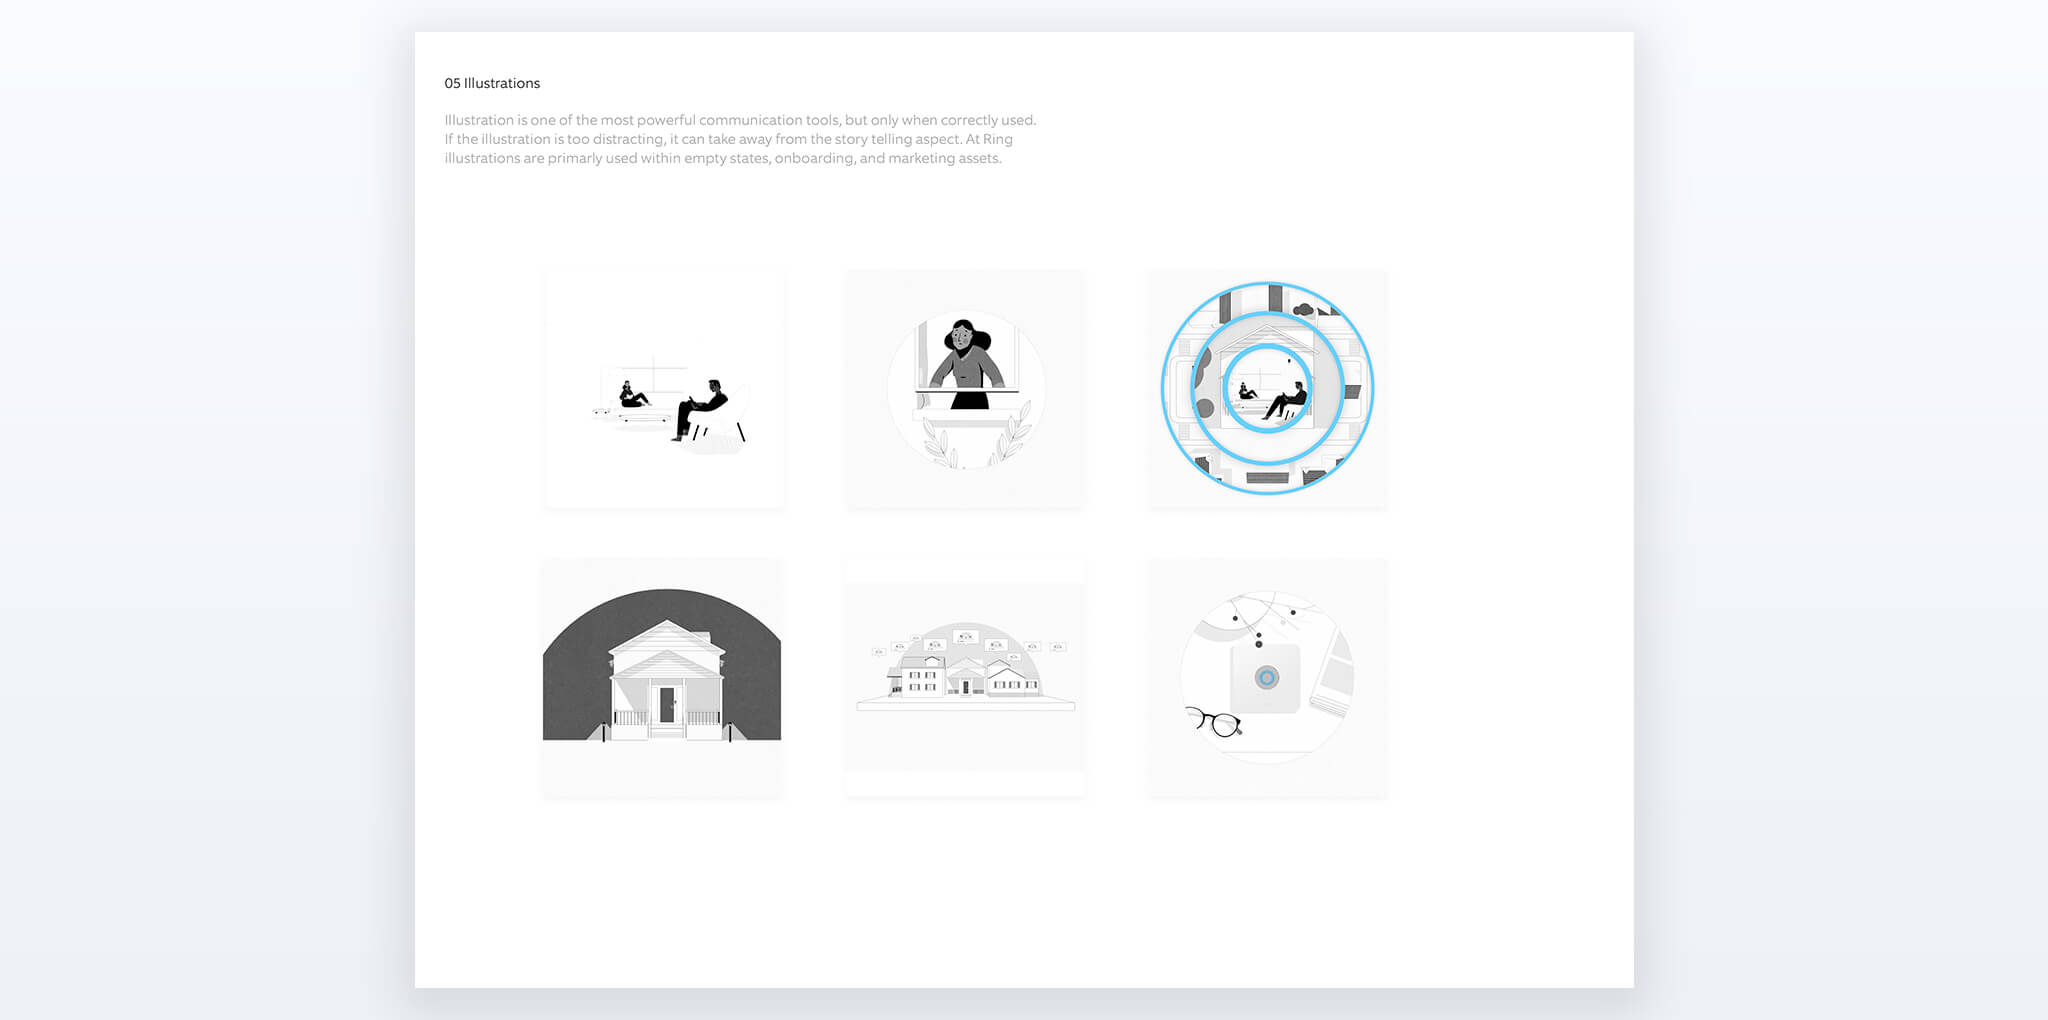 05 Illustrations
Illustration is one of the most powerful communication tools, but only when correctly used.
If the illustration is too distracting, it can take away from the story telling aspect. At Ring
illustrations are primarly used within empty states, onboarding, and marketing assets.